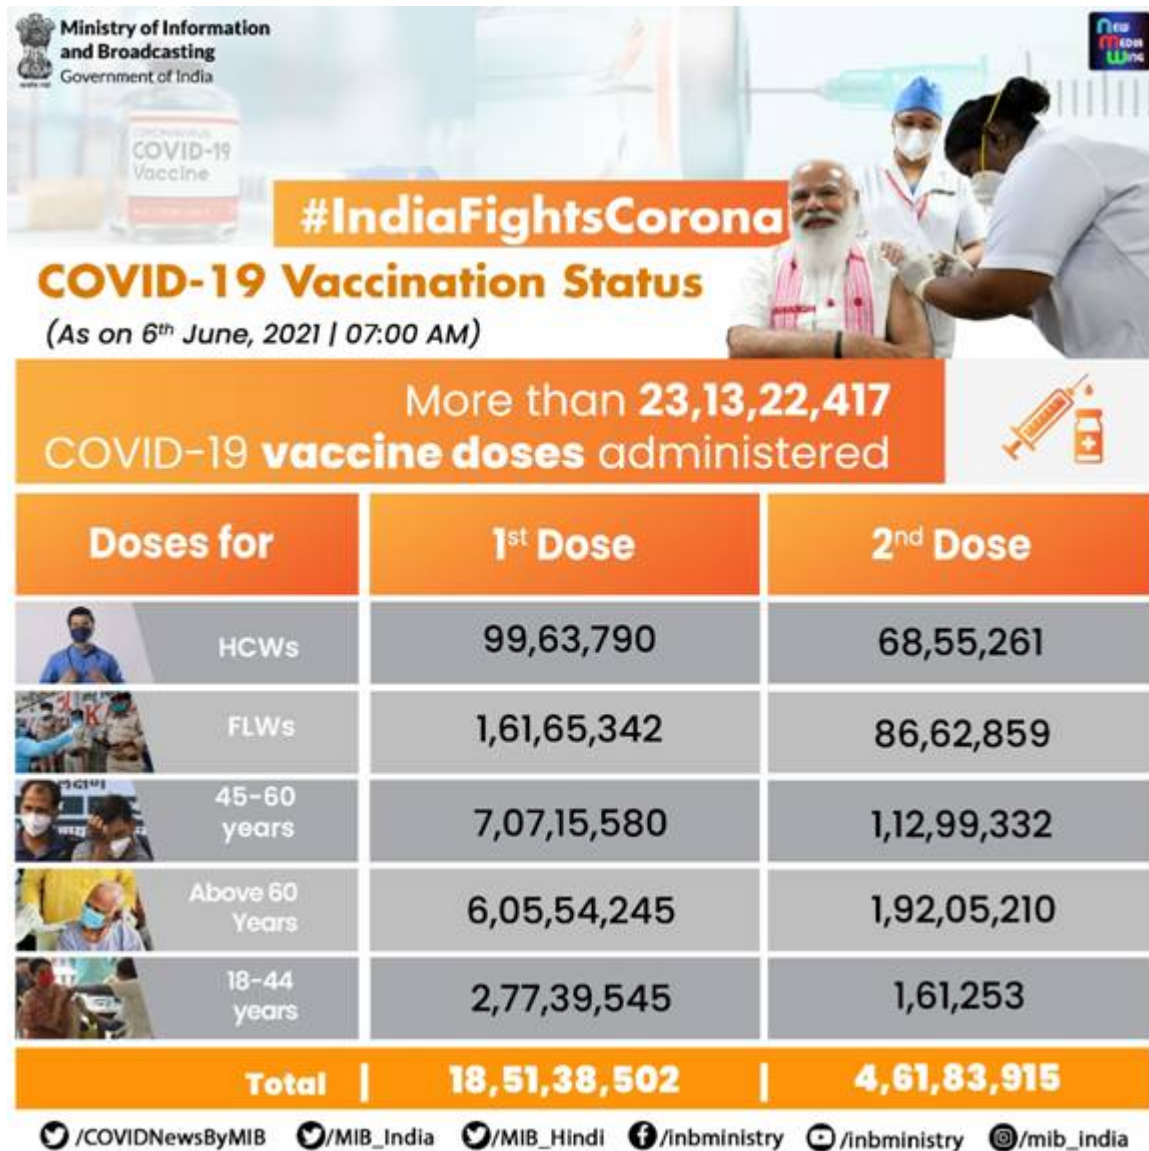 Ministry of Information
and Broadcasting
Government of India
NEW
MEDIA
WING
CORONAVIRUS
COVID-19
Vaccine
#IndiaFightsCorona
COVID-19 Vaccination Status
(As on 6th June, 2021 | 07:00 AM)
More than 23,13,22,417
COVID-19 vaccine doses administered
Doses for 1st Dose 2nd Dose
HCWs 99,63,790 68,55,261
FLWs 1,61,65,342 86,62,859
45-60
years 7,07,15,580 1,12,99,332
Above 60
Years 6,05,54,245 1,92,05,210
18-44
years 2,77,39,545 1,61,253
Total | 18,51,38,502 | 4,61,83,915
/COVIDNewsByMIB /MIB_India /MIB_Hindi /inbministry /inbministry /mib_india